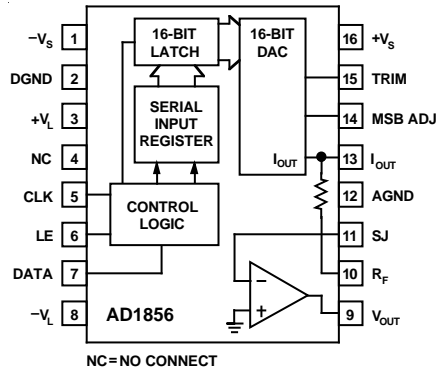 −VS 1
DGND 2
+VL 3
NC 4
CLK 5
LE 6
DATA 7
−VL 8
16-BIT
LATCH
16-BIT
DAC
SERIAL
INPUT
REGISTER
IOUT
CONTROL
LOGIC
−
+
AD1856
16 +VS
15 TRIM
14 MSB ADJ
13 IOUT
12 AGND
11 SJ
10 RF
9 VOUT
NC = NO CONNECT